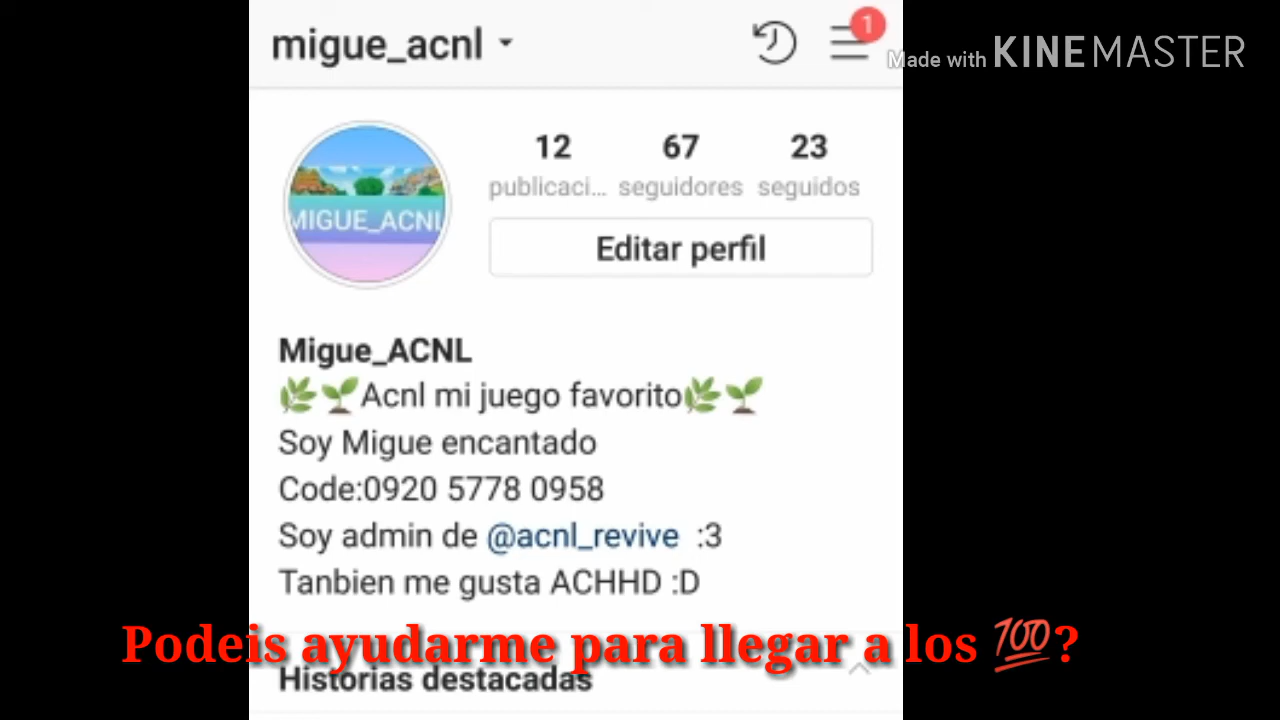 migue_acnl
1
Made with KINEMASTER
12 67 23
publicaci... seguidores seguidos
MIGUE_ACNL
Editar perfil
Migue_ACNL
🌿🌱Acnl mi juego favorito🌿🌱
Soy Migue encantado
Code:0920 5778 0958
Soy admin de @acnl_revive :3
Tanbien me gusta ACHHD :D
Podeis ayudarme para llegar a los 💯?
Historias destacadas